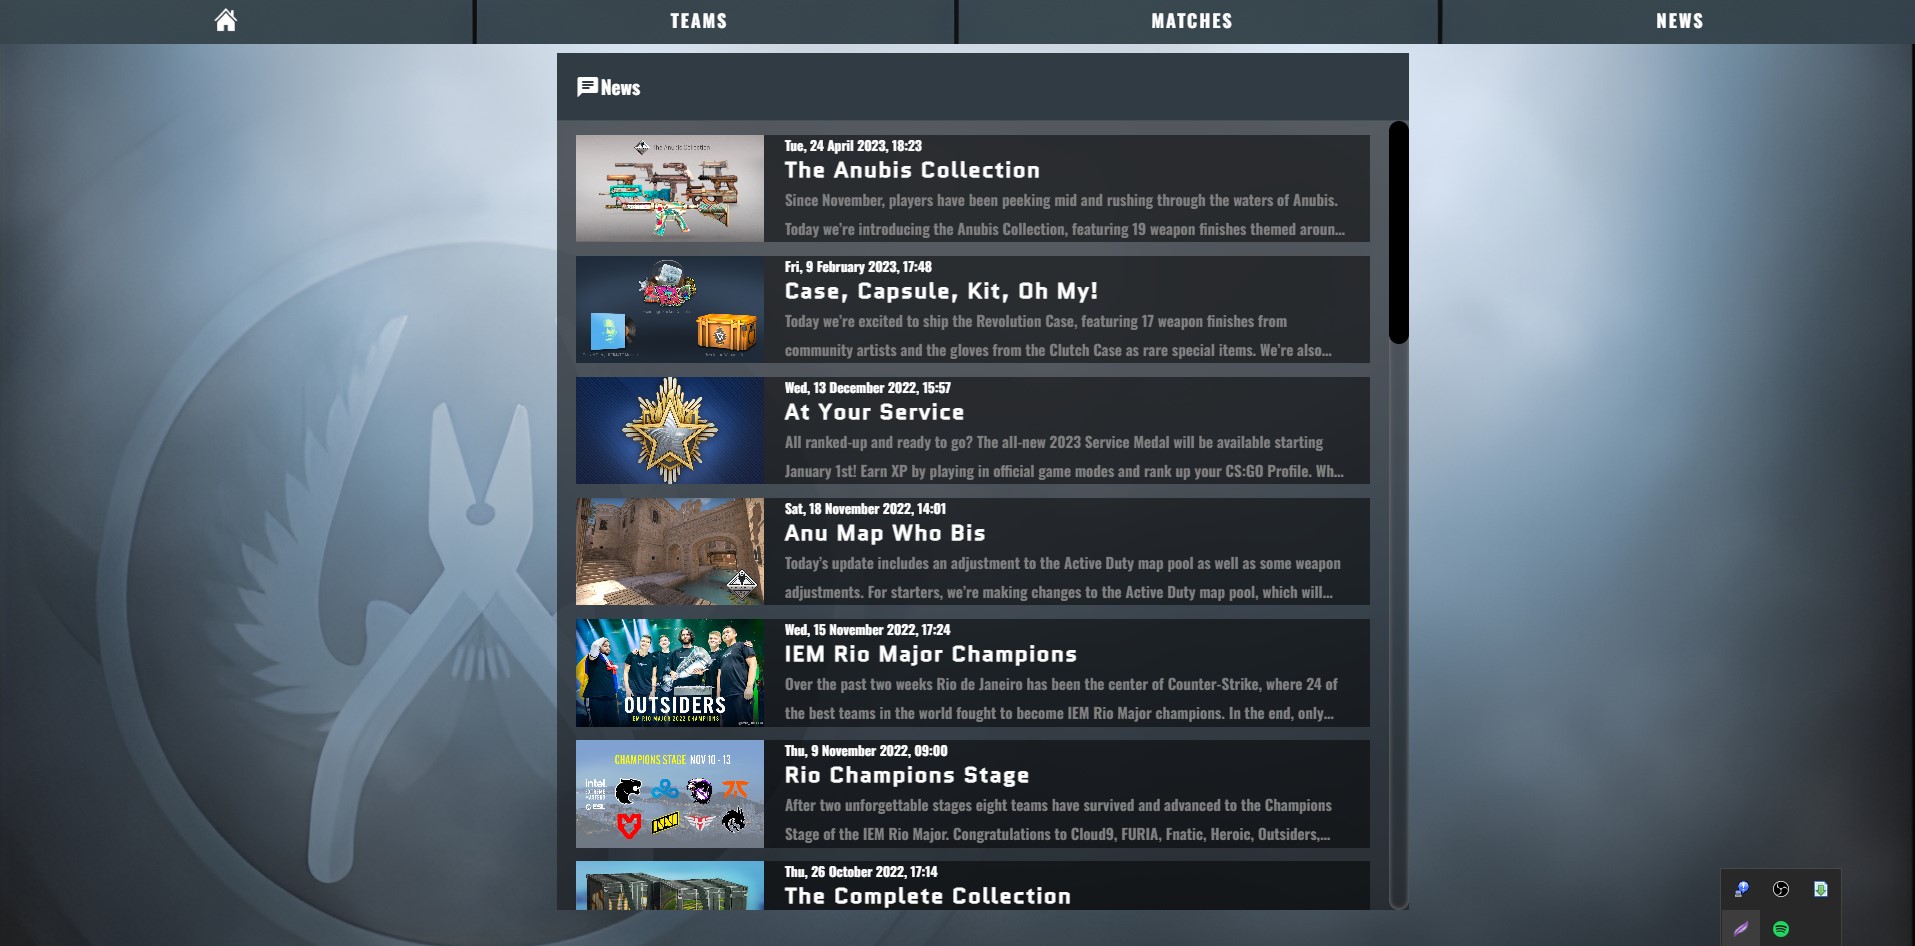 TEAMS
MATCHES
NEWS
News
The Anubis Collection
Tue, 24 April 2023, 18:23
The Anubis Collection
Since November, players have been peeking mid and rushing through the waters of Anubis.
Today we're introducing the Anubis Collection, featuring 19 weapon finishes themed aroun...
Fri, 9 February 2023, 17:48
Case, Capsule, Kit, Oh My!
Today we're excited to ship the Revolution Case, featuring 17 weapon finishes from
community artists and the gloves from the Clutch Case as rare special items. We're also...
Wed, 13 December 2022, 15:57
At Your Service
All ranked-up and ready to go? The all-new 2023 Service Medal will be available starting
January 1st! Earn XP by playing in official game modes and rank up your CS:GO Profile. Wh...
Sat, 18 November 2022, 14:01
Anu Map Who Bis
Today's update includes an adjustment to the Active Duty map pool as well as some weapon
adjustments. For starters, we're making changes to the Active Duty map pool, which will...
OUTSIDERS
IEM RIO MAJOR 2022 CHAMPIONS
Wed, 15 November 2022, 17:24
IEM Rio Major Champions
Over the past two weeks Rio de Janeiro has been the center of Counter-Strike, where 24 of
the best teams in the world fought to become IEM Rio Major champions. In the end, only...
CHAMPIONS STAGE NOV 10 - 13
intel
EXTREME
MASTERS
ESL
NAVI
Thu, 9 November 2022, 09:00
Rio Champions Stage
After two unforgettable stages eight teams have survived and advanced to the Champions
Stage of the IEM Rio Major. Congratulations to Cloud9, FURIA, Fnatic, Heroic, Outsiders,...
Thu, 26 October 2022, 17:14
The Complete Collection